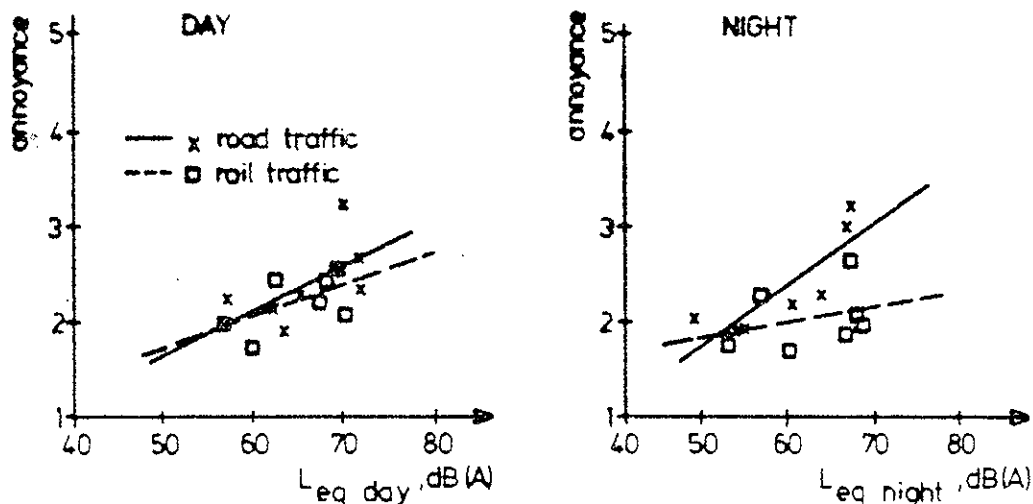 DAY
annoyance
5
4
3
2
1
x road traffic
rail traffic
40 50 60 70 80
L eq day , dB(A)
NIGHT
annoyance
5
4
3
2
1
40 50 60 70 80
L eq night , dB(A)